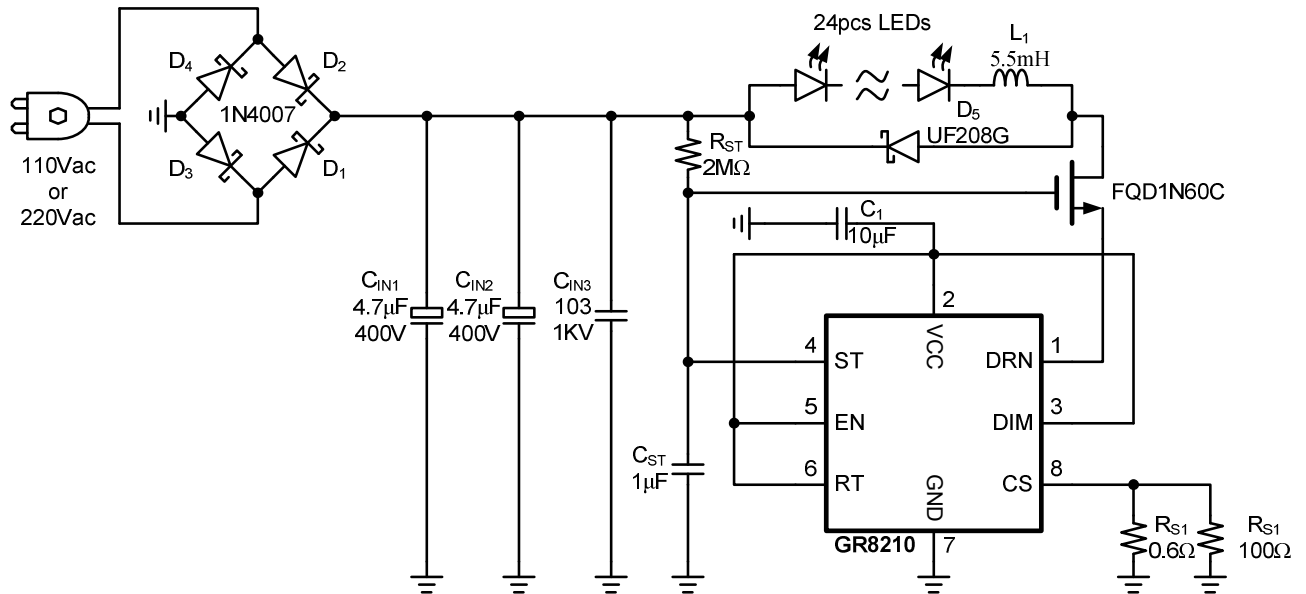 24pcs LEDs
L1
5.5mH
D4
D2
1N4007
D3
D1
110Vac
or
220Vac
D5
UF208G
RST
2MΩ
FQD1N60C
C1
10μF
CIN1
4.7μF
400V
CIN2
4.7μF
400V
CIN3
103
1KV
2
VCC
4
ST
DRN
1
5
EN
DIM
3
6
RT
CS
8
GND
7
GR8210
CST
1μF
RS1
0.6Ω
RS1
100Ω